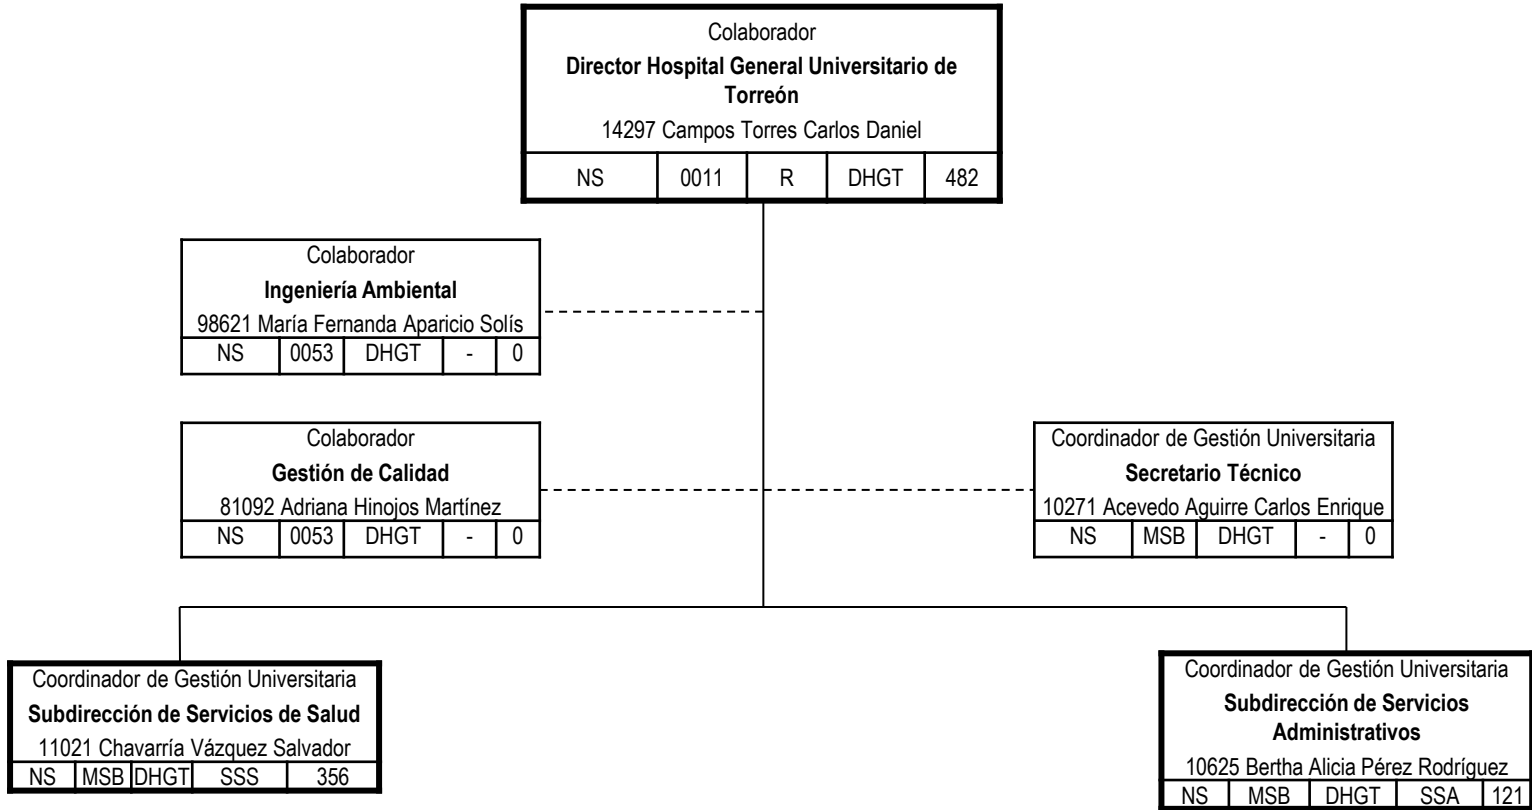 Colaborador
Director Hospital General Universitario de
Torreón
14297 Campos Torres Carlos Daniel
NS 0011 R DHGT 482
Colaborador
Ingeniería Ambiental
98621 María Fernanda Aparicio Solís
NS 0053 DHGT - 0
Colaborador
Gestión de Calidad
81092 Adriana Hinojos Martínez
NS 0053 DHGT - 0
Coordinador de Gestión Universitaria
Secretario Técnico
10271 Acevedo Aguirre Carlos Enrique
NS MSB DHGT - 0
Coordinador de Gestión Universitaria
Subdirección de Servicios de Salud
11021 Chavarría Vázquez Salvador
NS MSB DHGT SSS 356
Coordinador de Gestión Universitaria
Subdirección de Servicios
Administrativos
10625 Bertha Alicia Pérez Rodríguez
NS MSB DHGT SSA 121